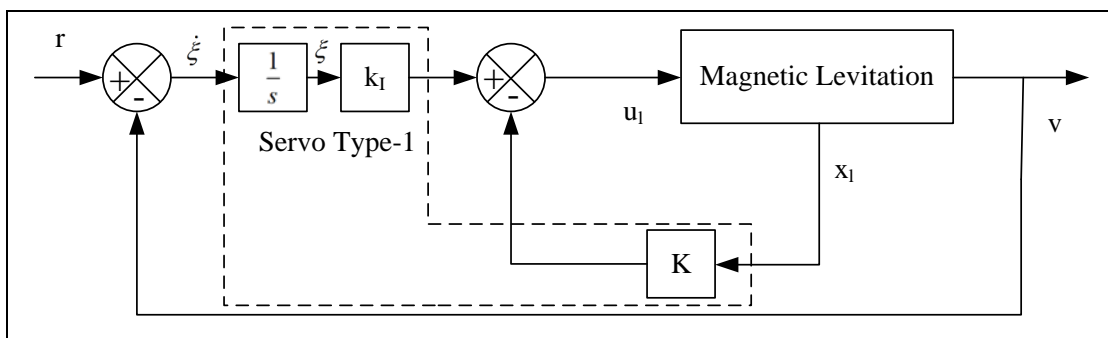 r
+
-
ξ̇
1
s
ξ
k_I
Servo Type-1
+
-
u_l
Magnetic Levitation
x_l
v
K